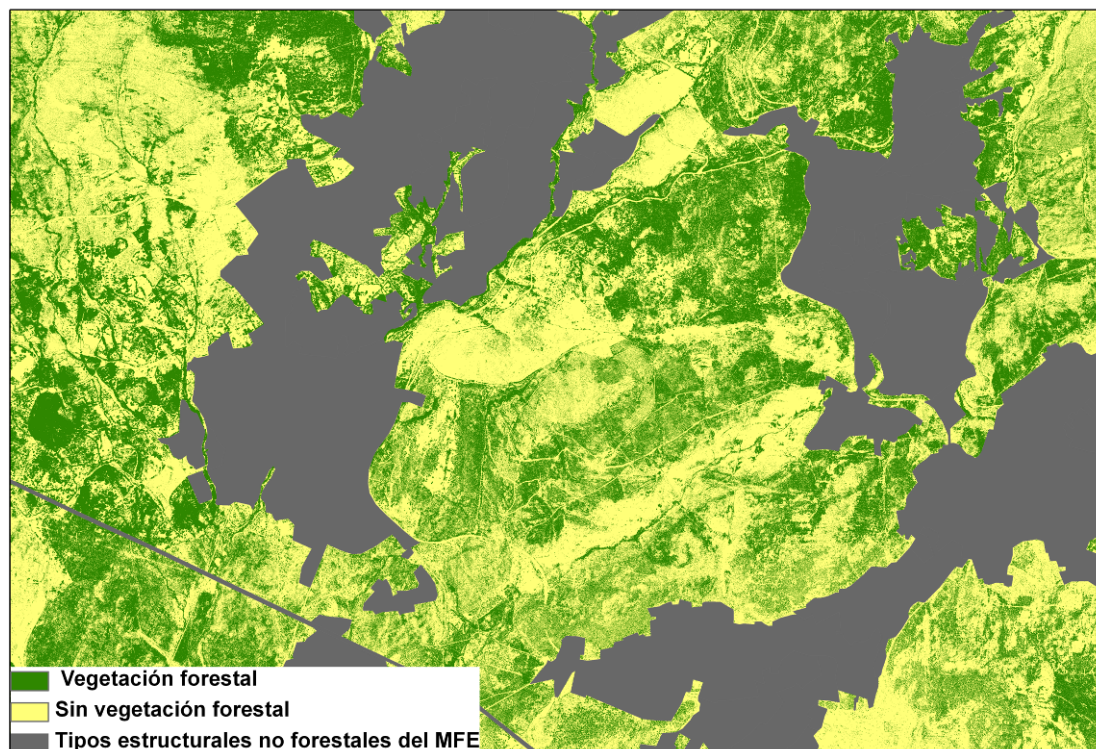 Vegetación forestal
Sin vegetación forestal
Tipos estructurales no forestales del MFE